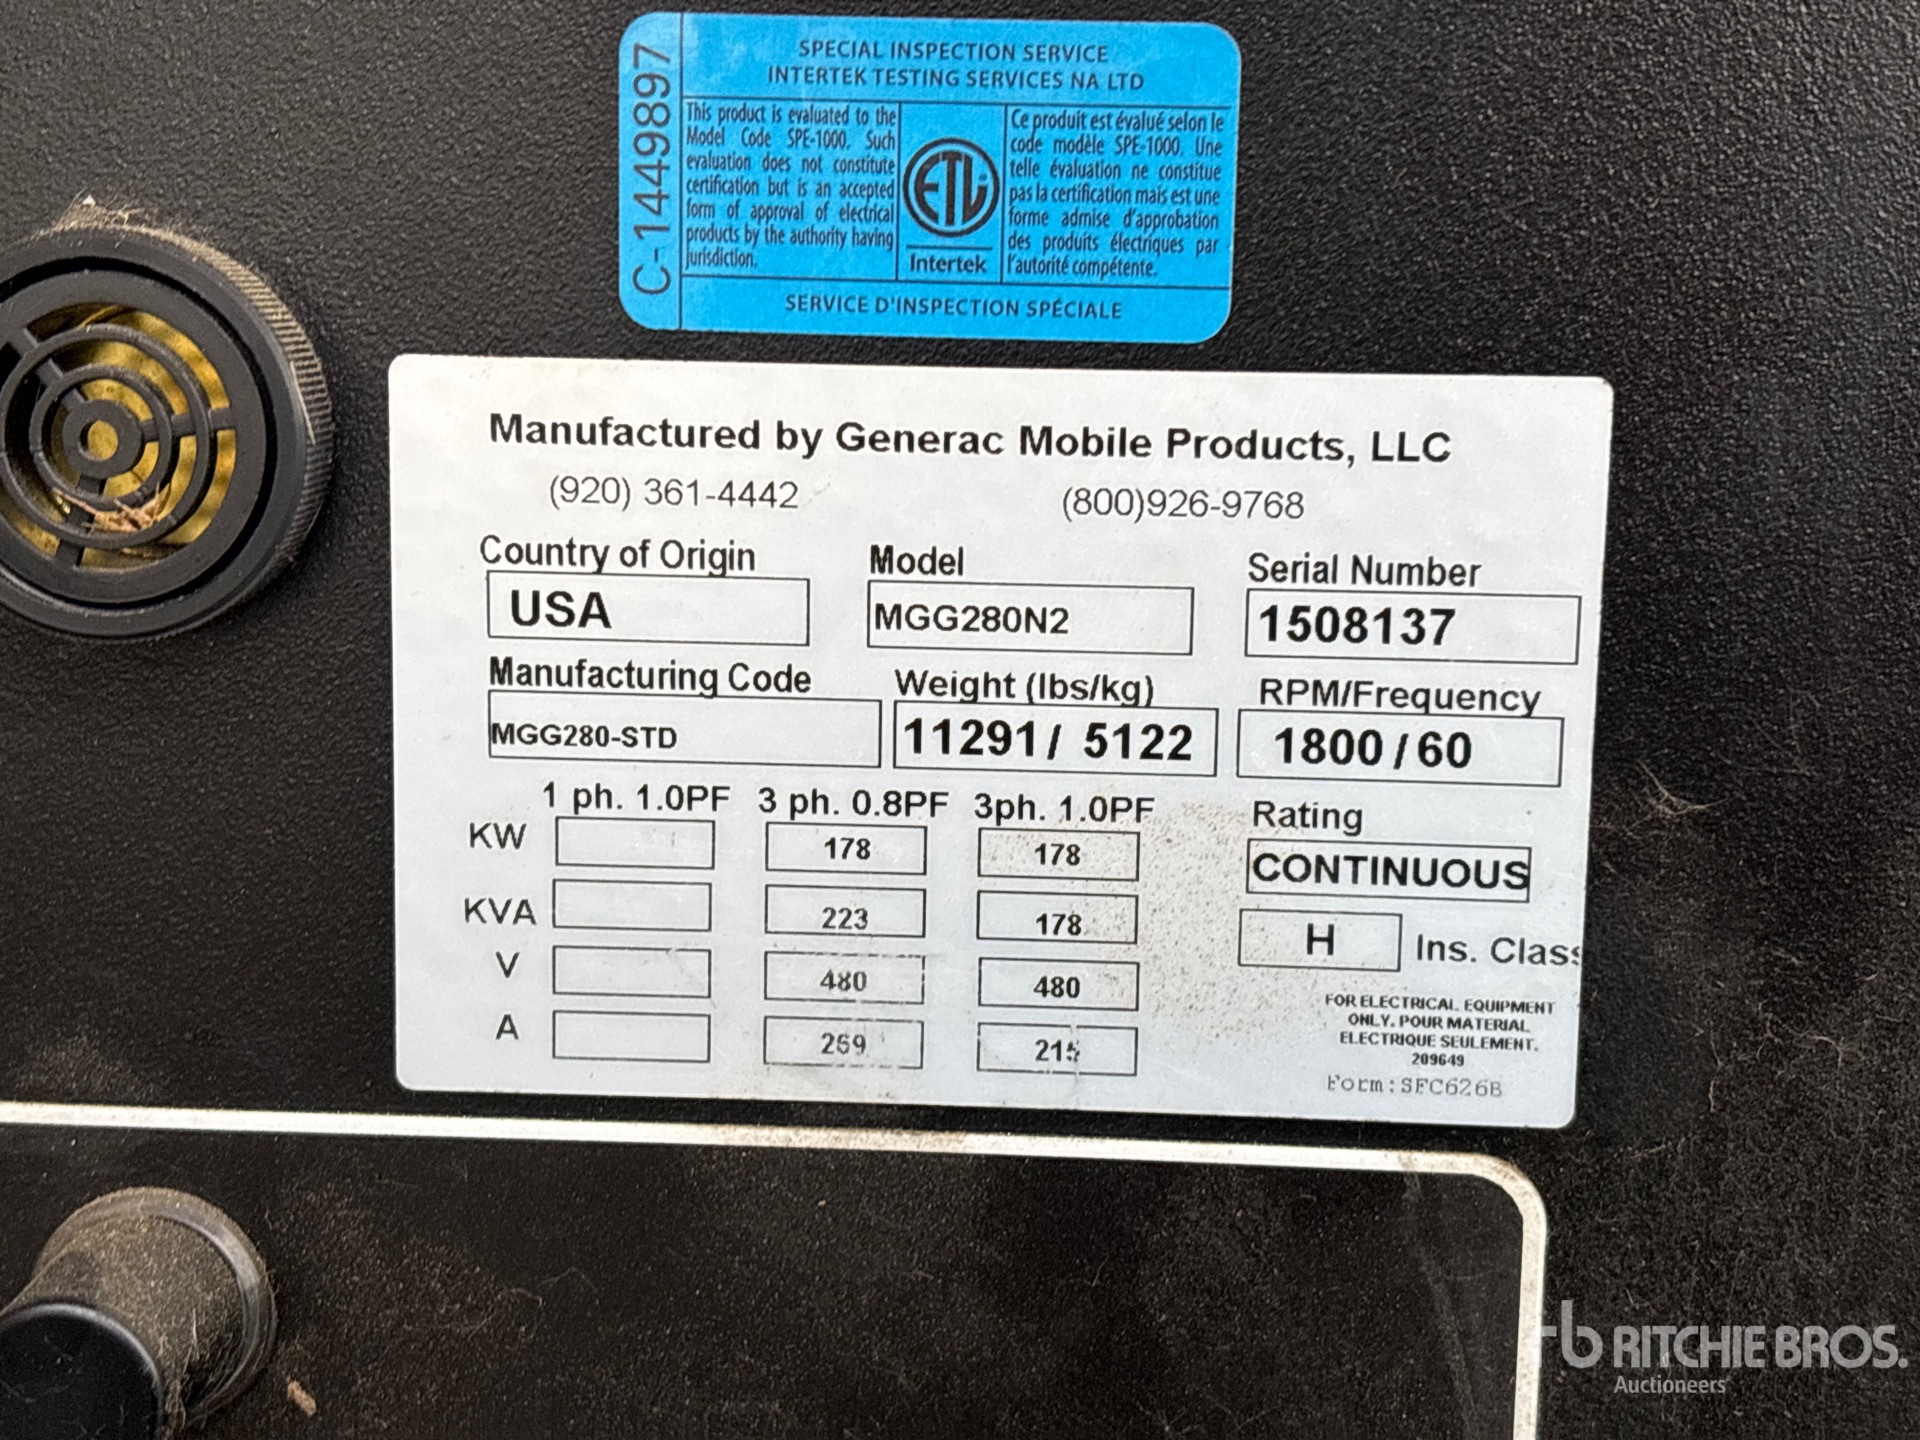 C-1449897
SPECIAL INSPECTION SERVICE
INTERTEK TESTING SERVICES NA LTD
This product is evaluated to the
Model Code SPE-1000. Such
evaluation does not constitute
certification but is an accepted
form of approval of electrical
products by the authority having
jurisdiction.
ETL
Intertek
Ce produit est évalué selon le
code modèle SPE-1000. Une
telle évaluation ne constitue
pas la certification mais est une
forme admise d'approbation
des produits électriques par
l'autorité compétente.
SERVICE D'INSPECTION SPÉCIALE
Manufactured by Generac Mobile Products, LLC
(920) 361-4442 (800)926-9768
Country of Origin Model Serial Number
USA MGG280N2 1508137
Manufacturing Code Weight (lbs/kg) RPM/Frequency
MGG280-STD 11291/ 5122 1800/60
1 ph. 1.0PF 3 ph. 0.8PF 3ph. 1.0PF Rating
KW 178 178 CONTINUOUS
KVA 223 178 H Ins. Class
V 480 480
A
FOR ELECTRICAL EQUIPMENT
ONLY. POUR MATERIAL
ELECTRIQUE SEULEMENT.
209649
Form:SFC626B
rb RITCHIE BROS.
Auctioneers